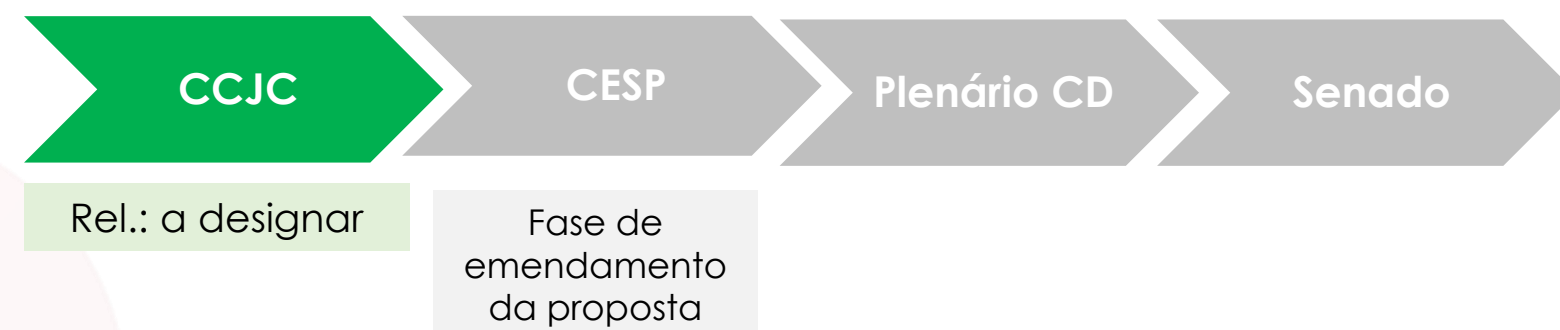 CCJC
CESP
Plenário CD
Senado
Rel.: a designar
Fase de
emendamento
da proposta